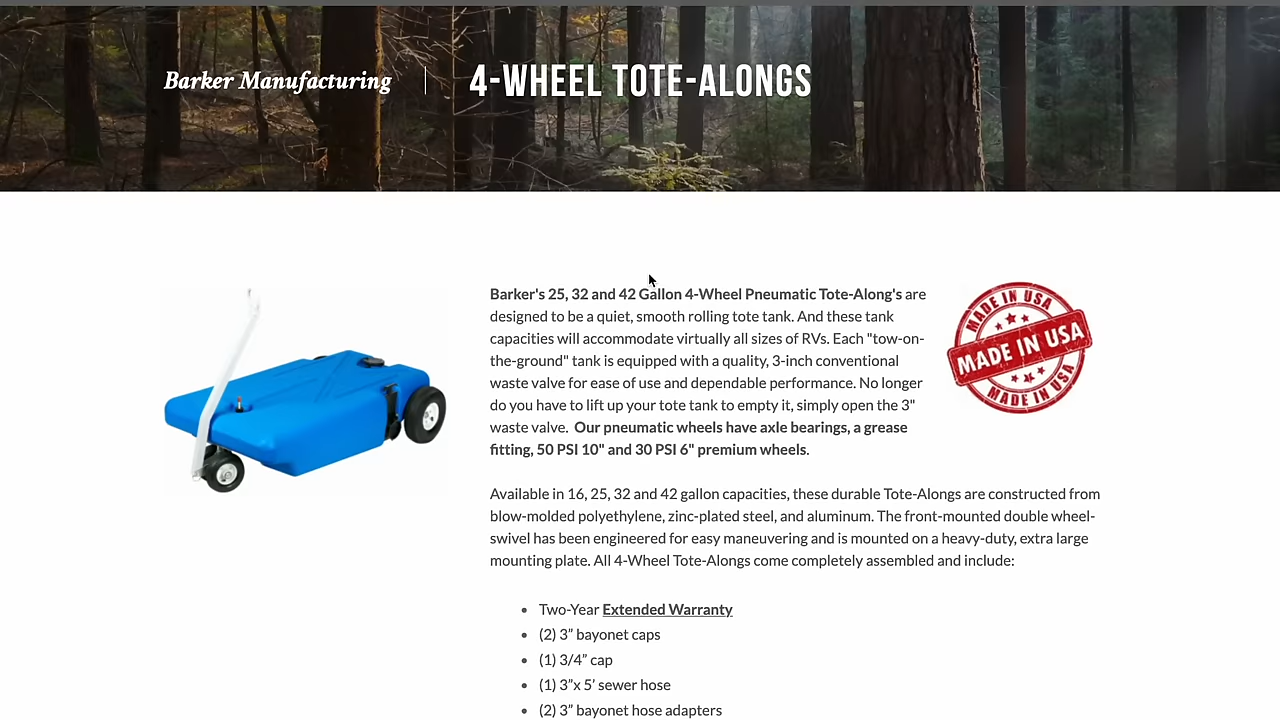 Barker Manufacturing
4-WHEEL TOTE-ALONGS
Barker's 25, 32 and 42 Gallon 4-Wheel Pneumatic Tote-Along's are
designed to be a quiet, smooth rolling tote tank. And these tank
capacities will accommodate virtually all sizes of RVs. Each "tow-on-
the-ground" tank is equipped with a quality, 3-inch conventional
waste valve for ease of use and dependable performance. No longer
do you have to lift up your tote tank to empty it, simply open the 3"
waste valve. Our pneumatic wheels have axle bearings, a grease
fitting, 50 PSI 10" and 30 PSI 6" premium wheels.
MADE IN USA
MADE IN USA
MADE IN USA
Available in 16, 25, 32 and 42 gallon capacities, these durable Tote-Alongs are constructed from
blow-molded polyethylene, zinc-plated steel, and aluminum. The front-mounted double wheel-
swivel has been engineered for easy maneuvering and is mounted on a heavy-duty, extra large
mounting plate. All 4-Wheel Tote-Alongs come completely assembled and include:
• Two-Year Extended Warranty
• (2) 3” bayonet caps
• (1) 3/4” cap
• (1) 3”x 5’ sewer hose
• (2) 3” bayonet hose adapters